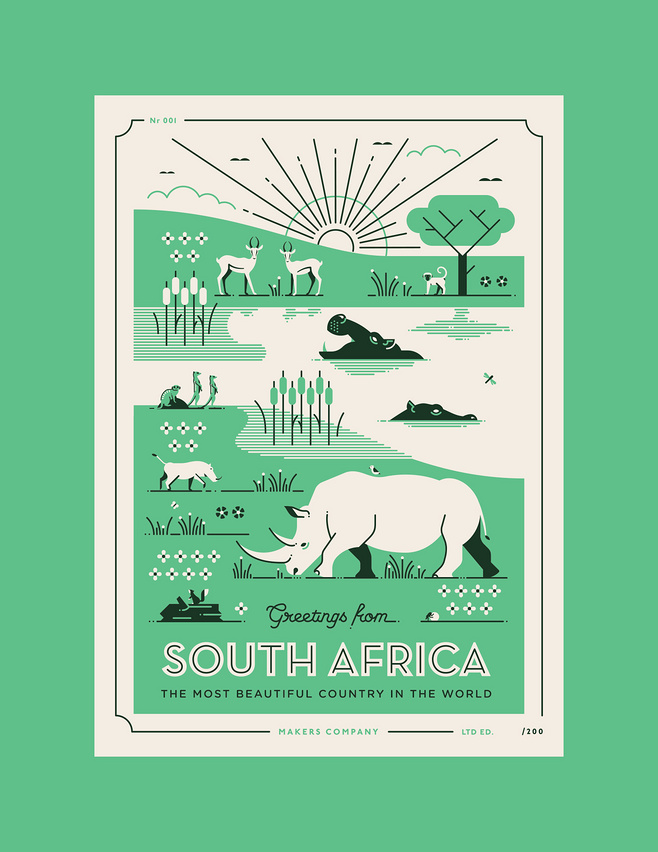 Nr 001
Greetings from
SOUTH AFRICA
THE MOST BEAUTIFUL COUNTRY IN THE WORLD
MAKERS COMPANY LTD ED. /200